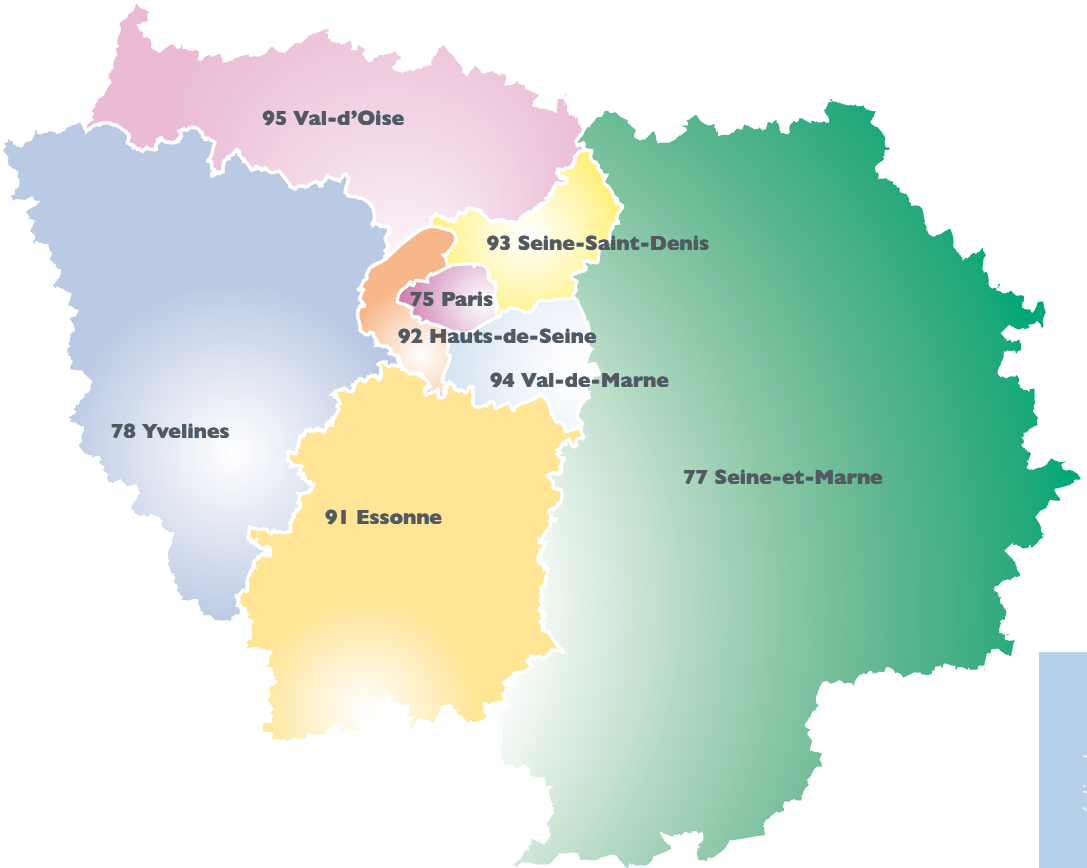 95 Val-d’Oise
93 Seine-Saint-Denis
75 Paris
92 Hauts-de-Seine
94 Val-de-Marne
78 Yvelines
77 Seine-et-Marne
91 Essonne